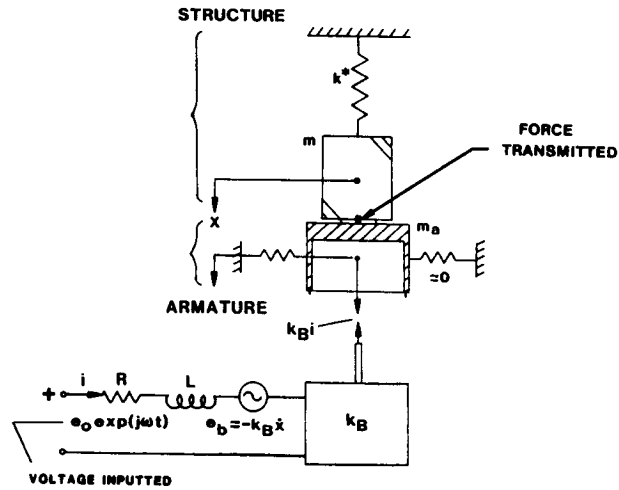 STRUCTURE
k*
m
FORCE
TRANSMITTED
x
m_a
≈0
ARMATURE
k_B i
+
i
R
L
e_o exp(jωt)
e_b = -k_B ẋ
k_B
VOLTAGE INPUTTED